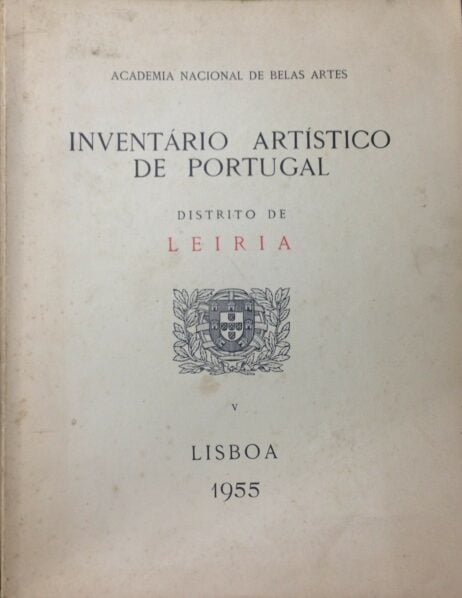 ACADEMIA NACIONAL DE BELAS ARTES
INVENTÁRIO ARTÍSTICO
DE PORTUGAL
DISTRITO DE
LEIRIA
V
LISBOA
1955